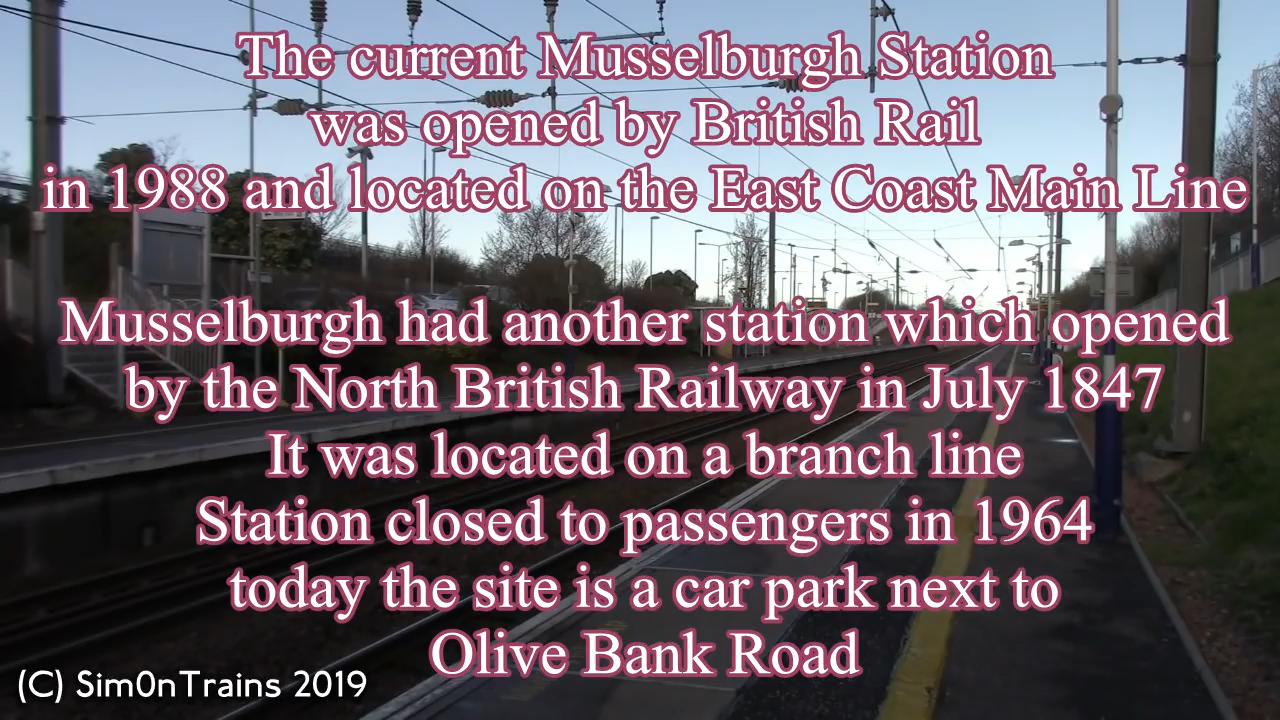 The current Musselburgh Station
was opened by British Rail
in 1988 and located on the East Coast Main Line
Musselburgh had another station which opened
by the North British Railway in July 1847
It was located on a branch line
Station closed to passengers in 1964
today the site is a car park next to
Olive Bank Road
(C) Sim0nTrains 2019